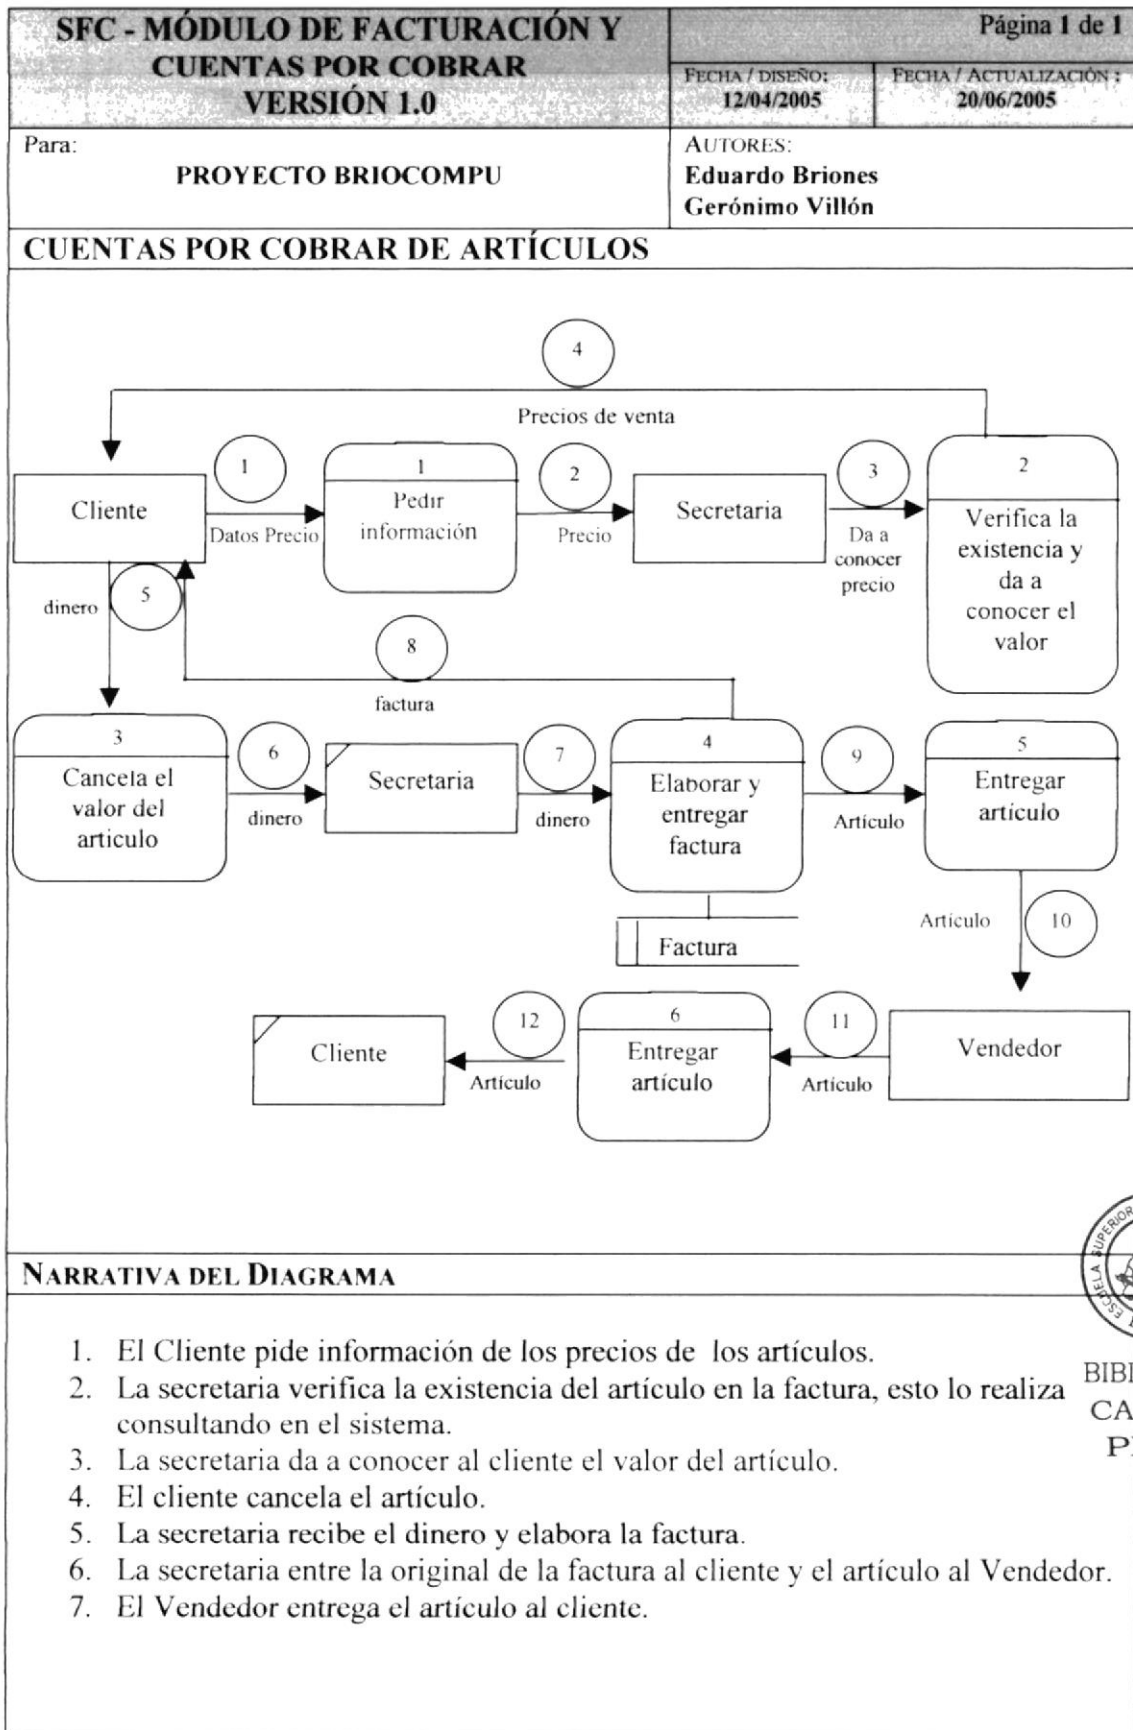 SFC - MÓDULO DE FACTURACIÓN Y
CUENTAS POR COBRAR
VERSIÓN 1.0
Página 1 de 1
FECHA / DISEÑO:
12/04/2005
FECHA / ACTUALIZACIÓN :
20/06/2005
Para:
PROYECTO BRIOCOMPU
AUTORES:
Eduardo Briones
Gerónimo Villón
CUENTAS POR COBRAR DE ARTÍCULOS
4
Precios de venta
Cliente
1
Datos Precio
1
Pedir
información
2
Precio
Secretaria
3
Da a
conocer
precio
2
Verifica la
existencia y
da a
conocer el
valor
dinero
5
8
factura
3
Cancela el
valor del
articulo
6
dinero
Secretaria
7
dinero
4
Elaborar y
entregar
factura
9
Artículo
5
Entregar
artículo
Factura
Artículo
10
Cliente
12
Artículo
6
Entregar
artículo
11
Artículo
Vendedor
NARRATIVA DEL DIAGRAMA
ESCUELA SUPERIOR
1. El Cliente pide información de los precios de los artículos.
2. La secretaria verifica la existencia del artículo en la factura, esto lo realiza
consultando en el sistema.
3. La secretaria da a conocer al cliente el valor del artículo.
4. El cliente cancela el artículo.
5. La secretaria recibe el dinero y elabora la factura.
6. La secretaria entre la original de la factura al cliente y el artículo al Vendedor.
7. El Vendedor entrega el artículo al cliente.
BIBI
CA